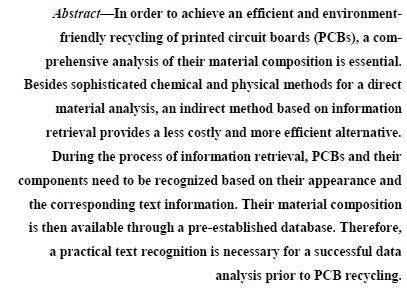 Abstract—In order to achieve an efficient and environment-
friendly recycling of printed circuit boards (PCBs), a com-
prehensive analysis of their material composition is essential.
Besides sophisticated chemical and physical methods for a direct
material analysis, an indirect method based on information
retrieval provides a less costly and more efficient alternative.
During the process of information retrieval, PCBs and their
components need to be recognized based on their appearance and
the corresponding text information. Their material composition
is then available through a pre-established database. Therefore,
a practical text recognition is necessary for a successful data
analysis prior to PCB recycling.